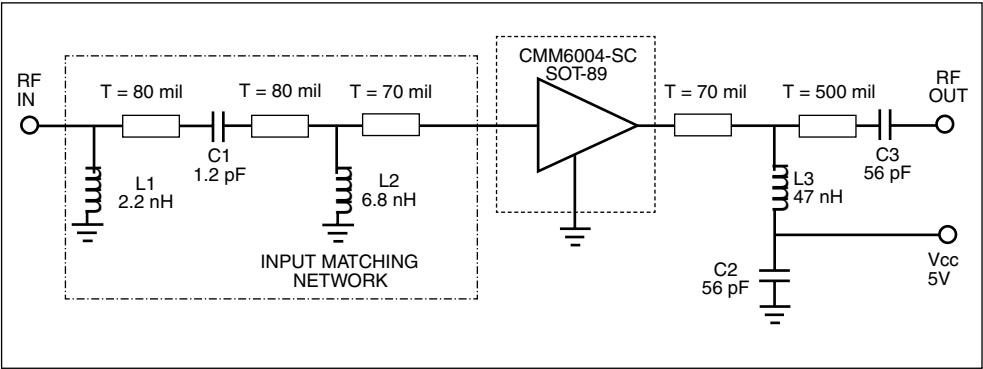 CMM6004-SC
SOT-89
RF
IN
T = 80 mil
T = 80 mil
T = 70 mil
T = 70 mil
T = 500 mil
RF
OUT
C1
1.2 pF
C3
56 pF
L1
2.2 nH
L2
6.8 nH
L3
47 nH
INPUT MATCHING
NETWORK
C2
56 pF
Vcc
5V